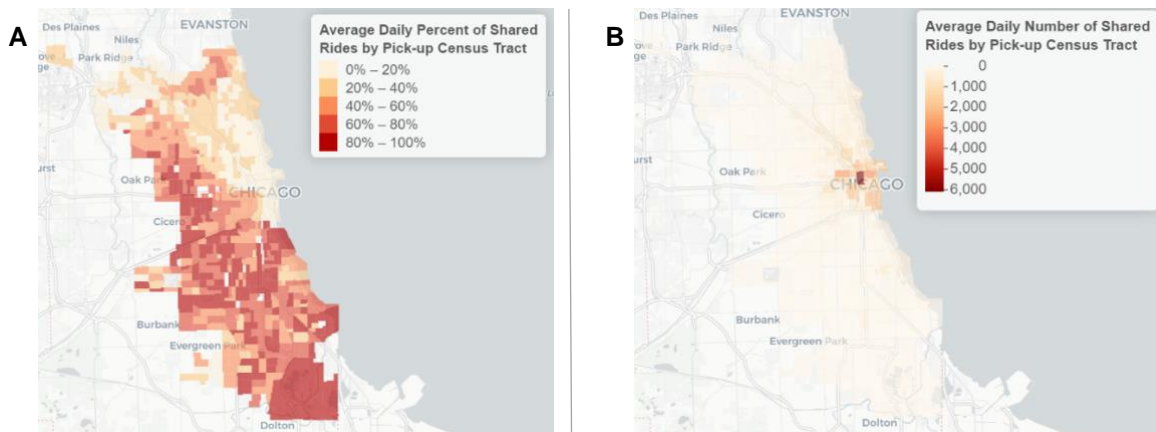 A
Des Plaines
EVANSTON
Niles
Park Ridge
Oak Park
CHICAGO
Cicero
Burbank
Evergreen Park
Dolton
Average Daily Percent of Shared
Rides by Pick-up Census Tract
0% – 20%
20% – 40%
40% – 60%
60% – 80%
80% – 100%
B
Des Plaines
EVANSTON
Niles
Park Ridge
Oak Park
CHICAGO
Cicero
Burbank
Evergreen Park
Dolton
Average Daily Number of Shared
Rides by Pick-up Census Tract
0
1,000
2,000
3,000
4,000
5,000
6,000